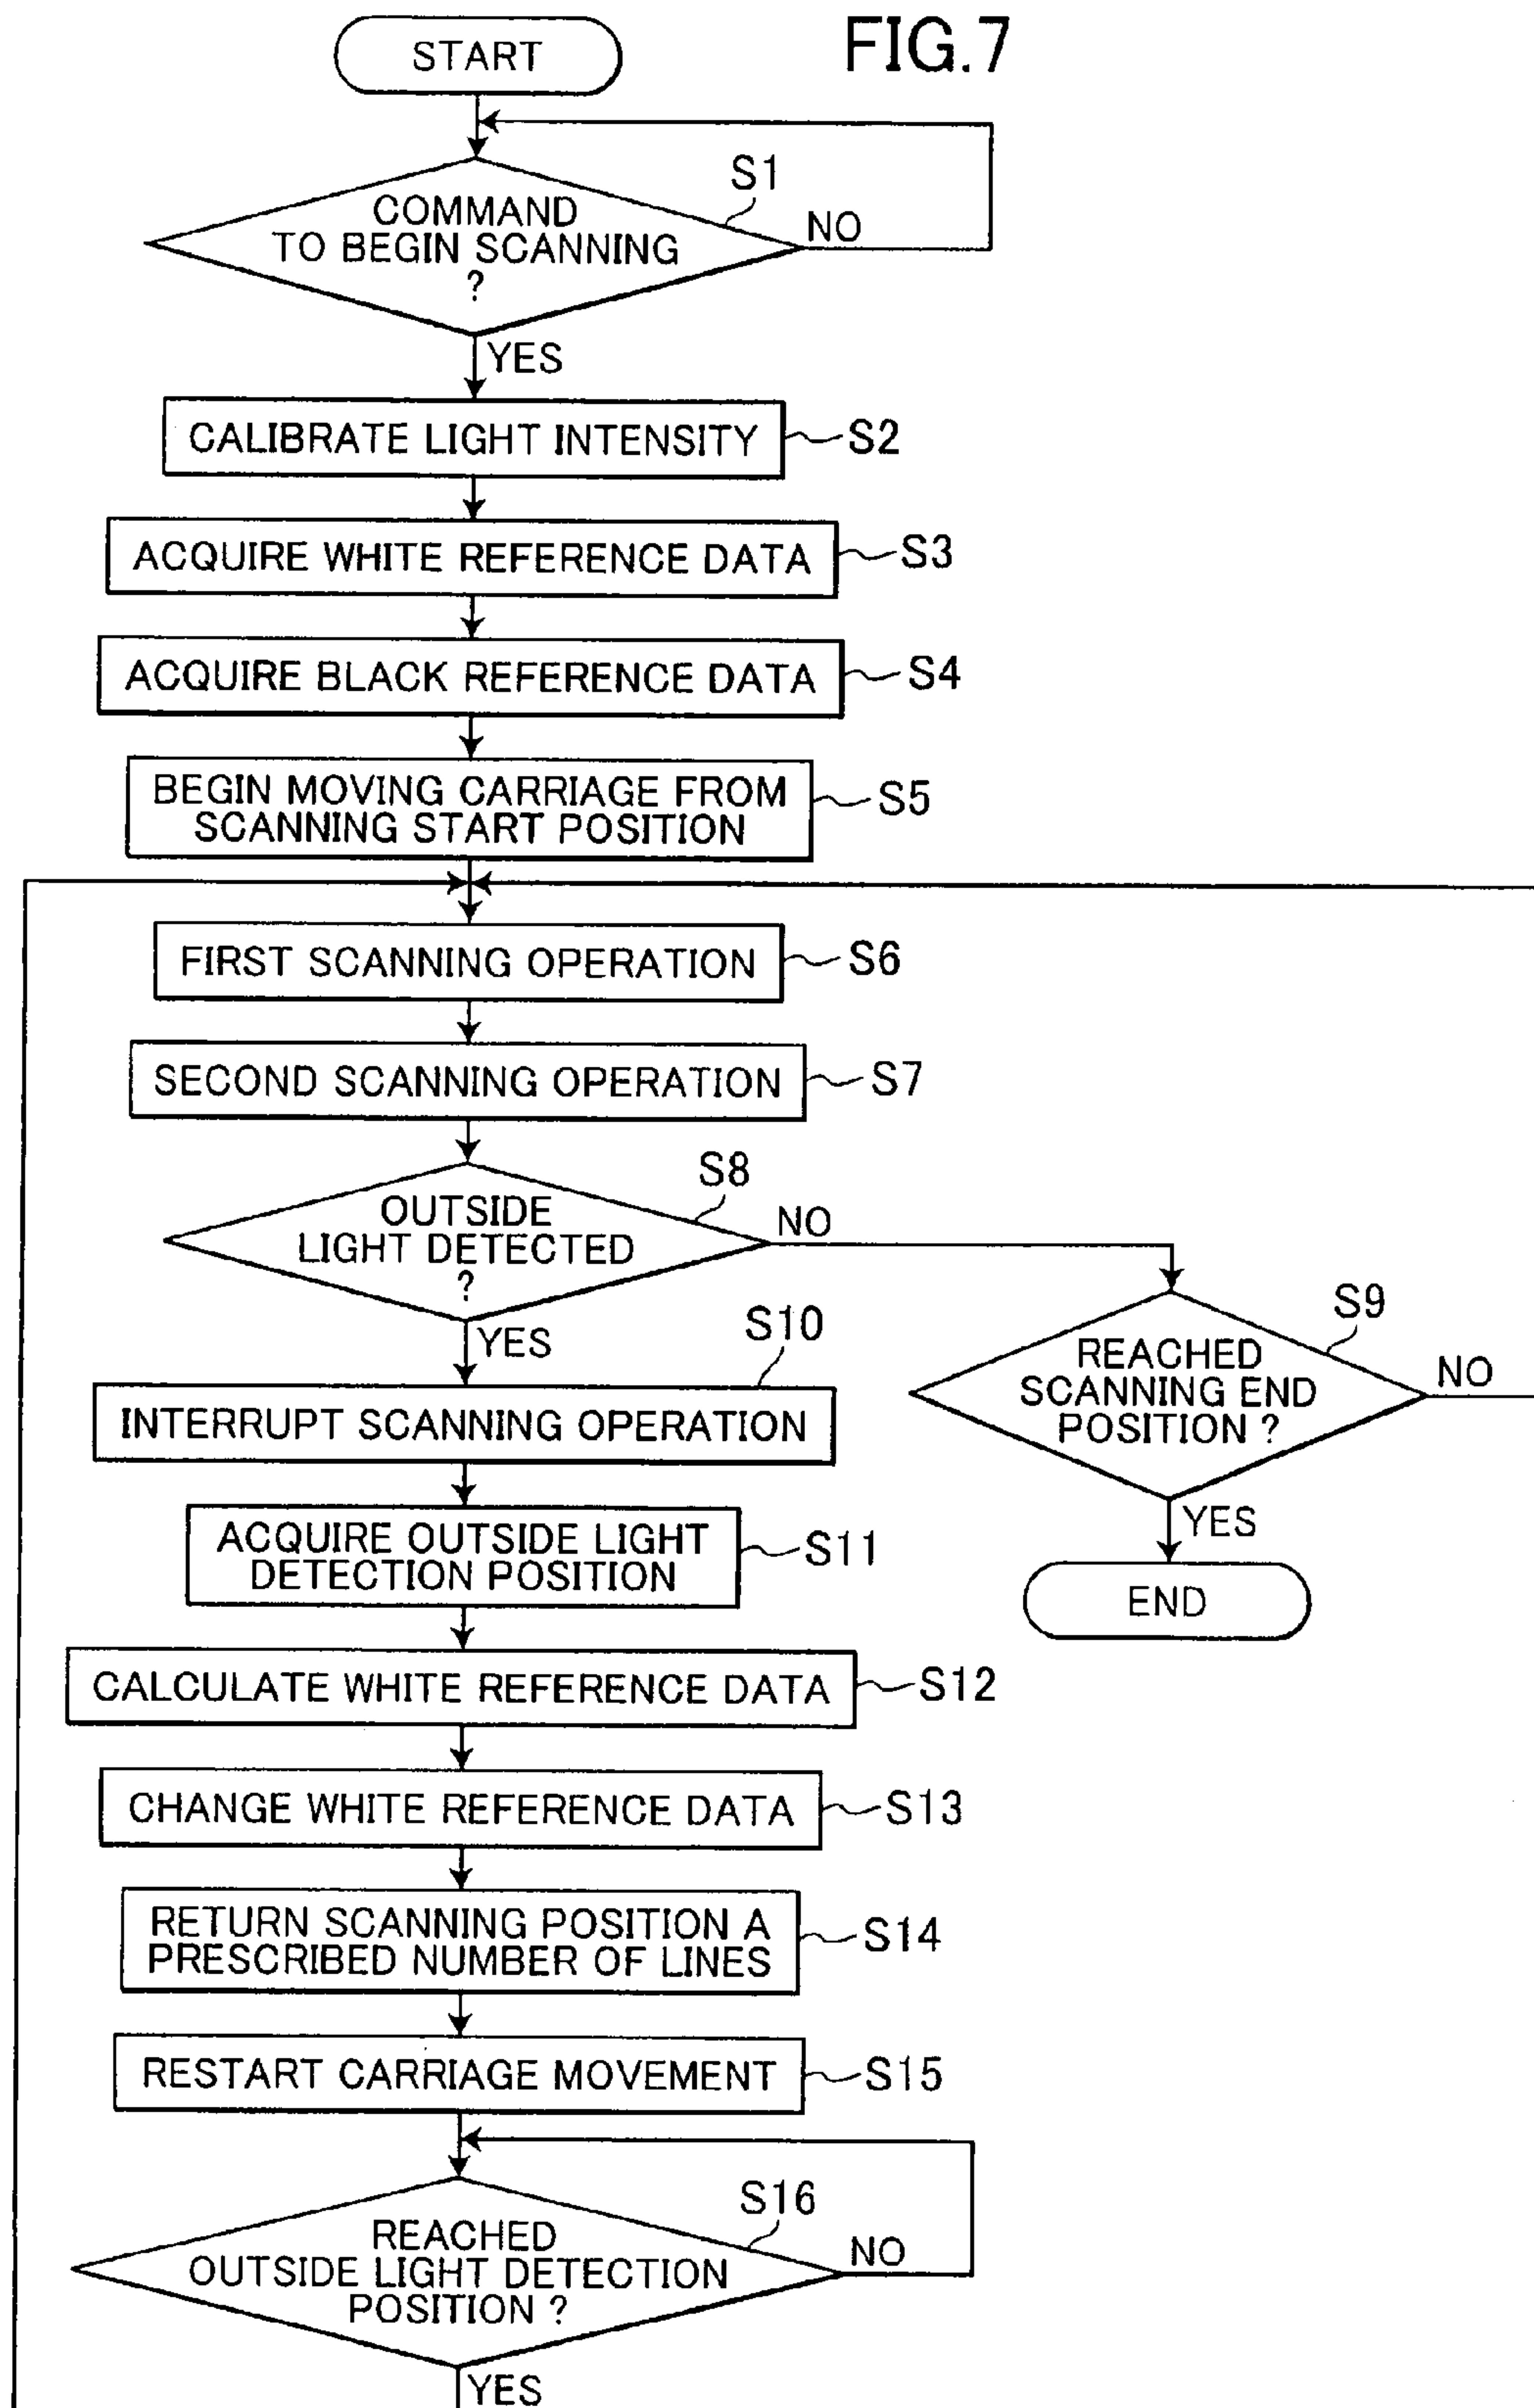 FIG.7
START
S1
COMMAND
TO BEGIN SCANNING
?
NO
YES
CALIBRATE LIGHT INTENSITY
S2
ACQUIRE WHITE REFERENCE DATA
S3
ACQUIRE BLACK REFERENCE DATA
S4
BEGIN MOVING CARRIAGE FROM
SCANNING START POSITION
S5
FIRST SCANNING OPERATION
S6
SECOND SCANNING OPERATION
S7
S8
OUTSIDE
LIGHT DETECTED
?
NO
YES
S9
REACHED
SCANNING END
POSITION ?
NO
YES
END
S10
INTERRUPT SCANNING OPERATION
ACQUIRE OUTSIDE LIGHT
DETECTION POSITION
S11
CALCULATE WHITE REFERENCE DATA
S12
CHANGE WHITE REFERENCE DATA
S13
RETURN SCANNING POSITION A
PRESCRIBED NUMBER OF LINES
S14
RESTART CARRIAGE MOVEMENT
S15
S16
REACHED
OUTSIDE LIGHT DETECTION
POSITION ?
NO
YES